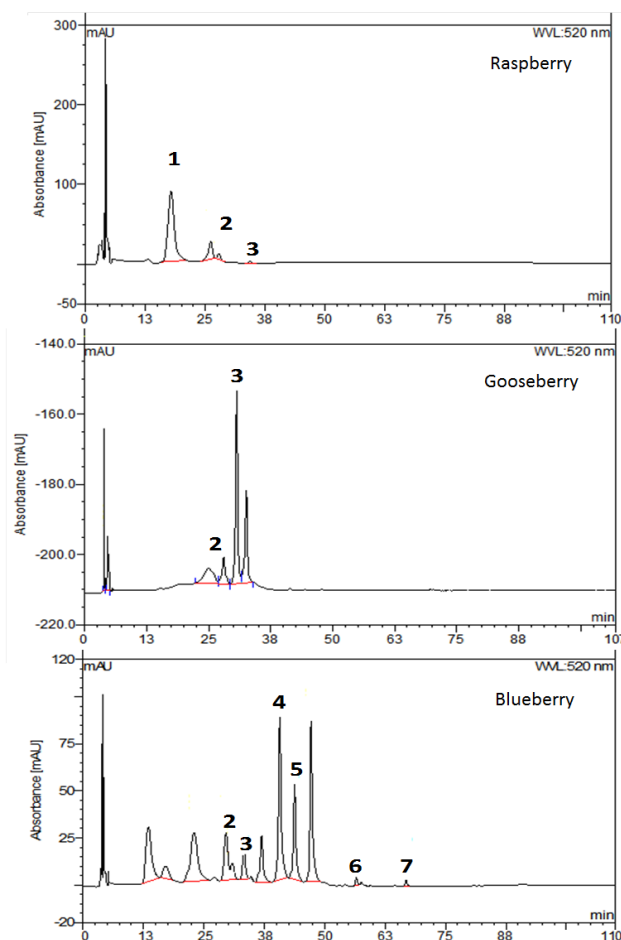 300
mAU
WVL:520 nm
Raspberry
200
1
100
2
3
-50
min
0 13 25 38 50 63 75 88 110
Absorbance [mAU]
-140.0
mAU
WVL:520 nm
3
Gooseberry
-160.0
-180.0
2
-200.0
-220.0
min
0 13 25 38 50 63 75 88 107
Absorbance [mAU]
120
mAU
WVL:520 nm
4
Blueberry
75
5
50
2
25
3
6 7
-20
min
0 13 25 38 50 63 75 88 110
Absorbance [mAU]